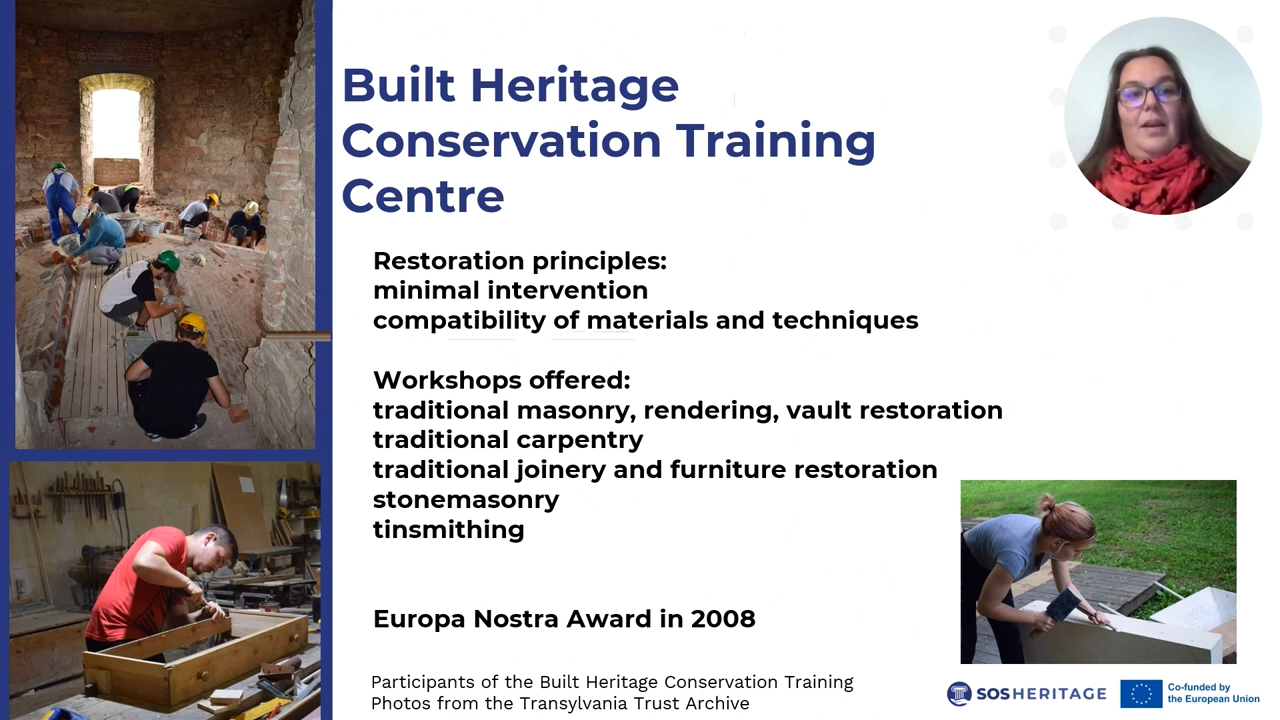 Built Heritage
Conservation Training
Centre
Restoration principles:
minimal intervention
compatibility of materials and techniques
Workshops offered:
traditional masonry, rendering, vault restoration
traditional carpentry
traditional joinery and furniture restoration
stonemasonry
tinsmithing
Europa Nostra Award in 2008
Participants of the Built Heritage Conservation Training
Photos from the Transylvania Trust Archive
SOSHERITAGE
Co-funded by
the European Union